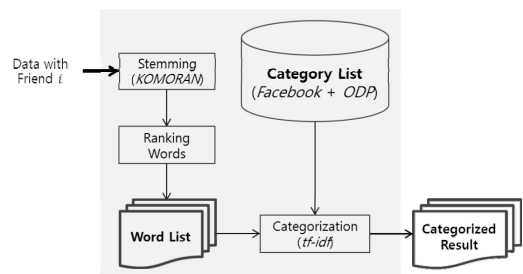 Data with
Friend i
Stemming
(KOMORAN)
Category List
(Facebook + ODP)
Ranking
Words
Word List
Categorization
(tf-idf)
Categorized
Result